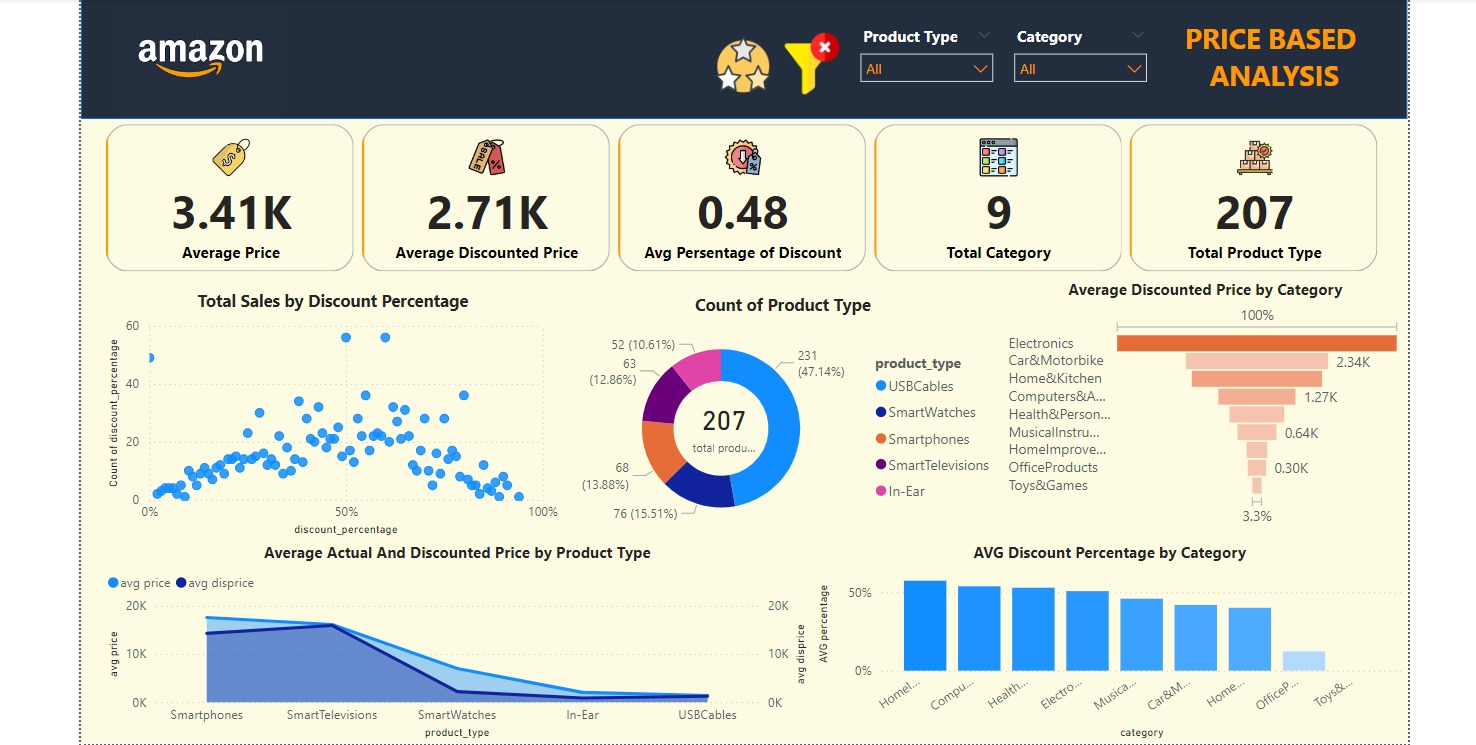 amazon
Product Type
Category
All
All
PRICE BASED
ANALYSIS
3.41K
Average Price
2.71K
Average Discounted Price
0.48
Avg Persentage of Discount
9
Total Category
207
Total Product Type
SALE
Total Sales by Discount Percentage
Count of discount_percentage
60
40
20
0
0%
50%
100%
discount_percentage
Count of Product Type
52 (10.61%)
63
(12.86%)
68
(13.88%)
76 (15.51%)
231
(47.14%)
207
total produ...
product_type
USBCables
SmartWatches
Smartphones
SmartTelevisions
In-Ear
Average Discounted Price by Category
100%
Electronics
Car&Motorbike
2.34K
Home&Kitchen
Computers&A...
1.27K
Health&Person...
MusicalInstru...
0.64K
HomeImprove...
OfficeProducts
0.30K
Toys&Games
3.3%
Average Actual And Discounted Price by Product Type
avg price
avg disprice
avg price
20K
10K
0K
20K
10K
0K
avg disprice
Smartphones
SmartTelevisions
SmartWatches
In-Ear
USBCables
product_type
AVG Discount Percentage by Category
AVG percentage
50%
0%
HomeI...
Compu...
Health...
Electro...
Musica...
Car&M...
Home...
OfficeP...
Toys&...
category